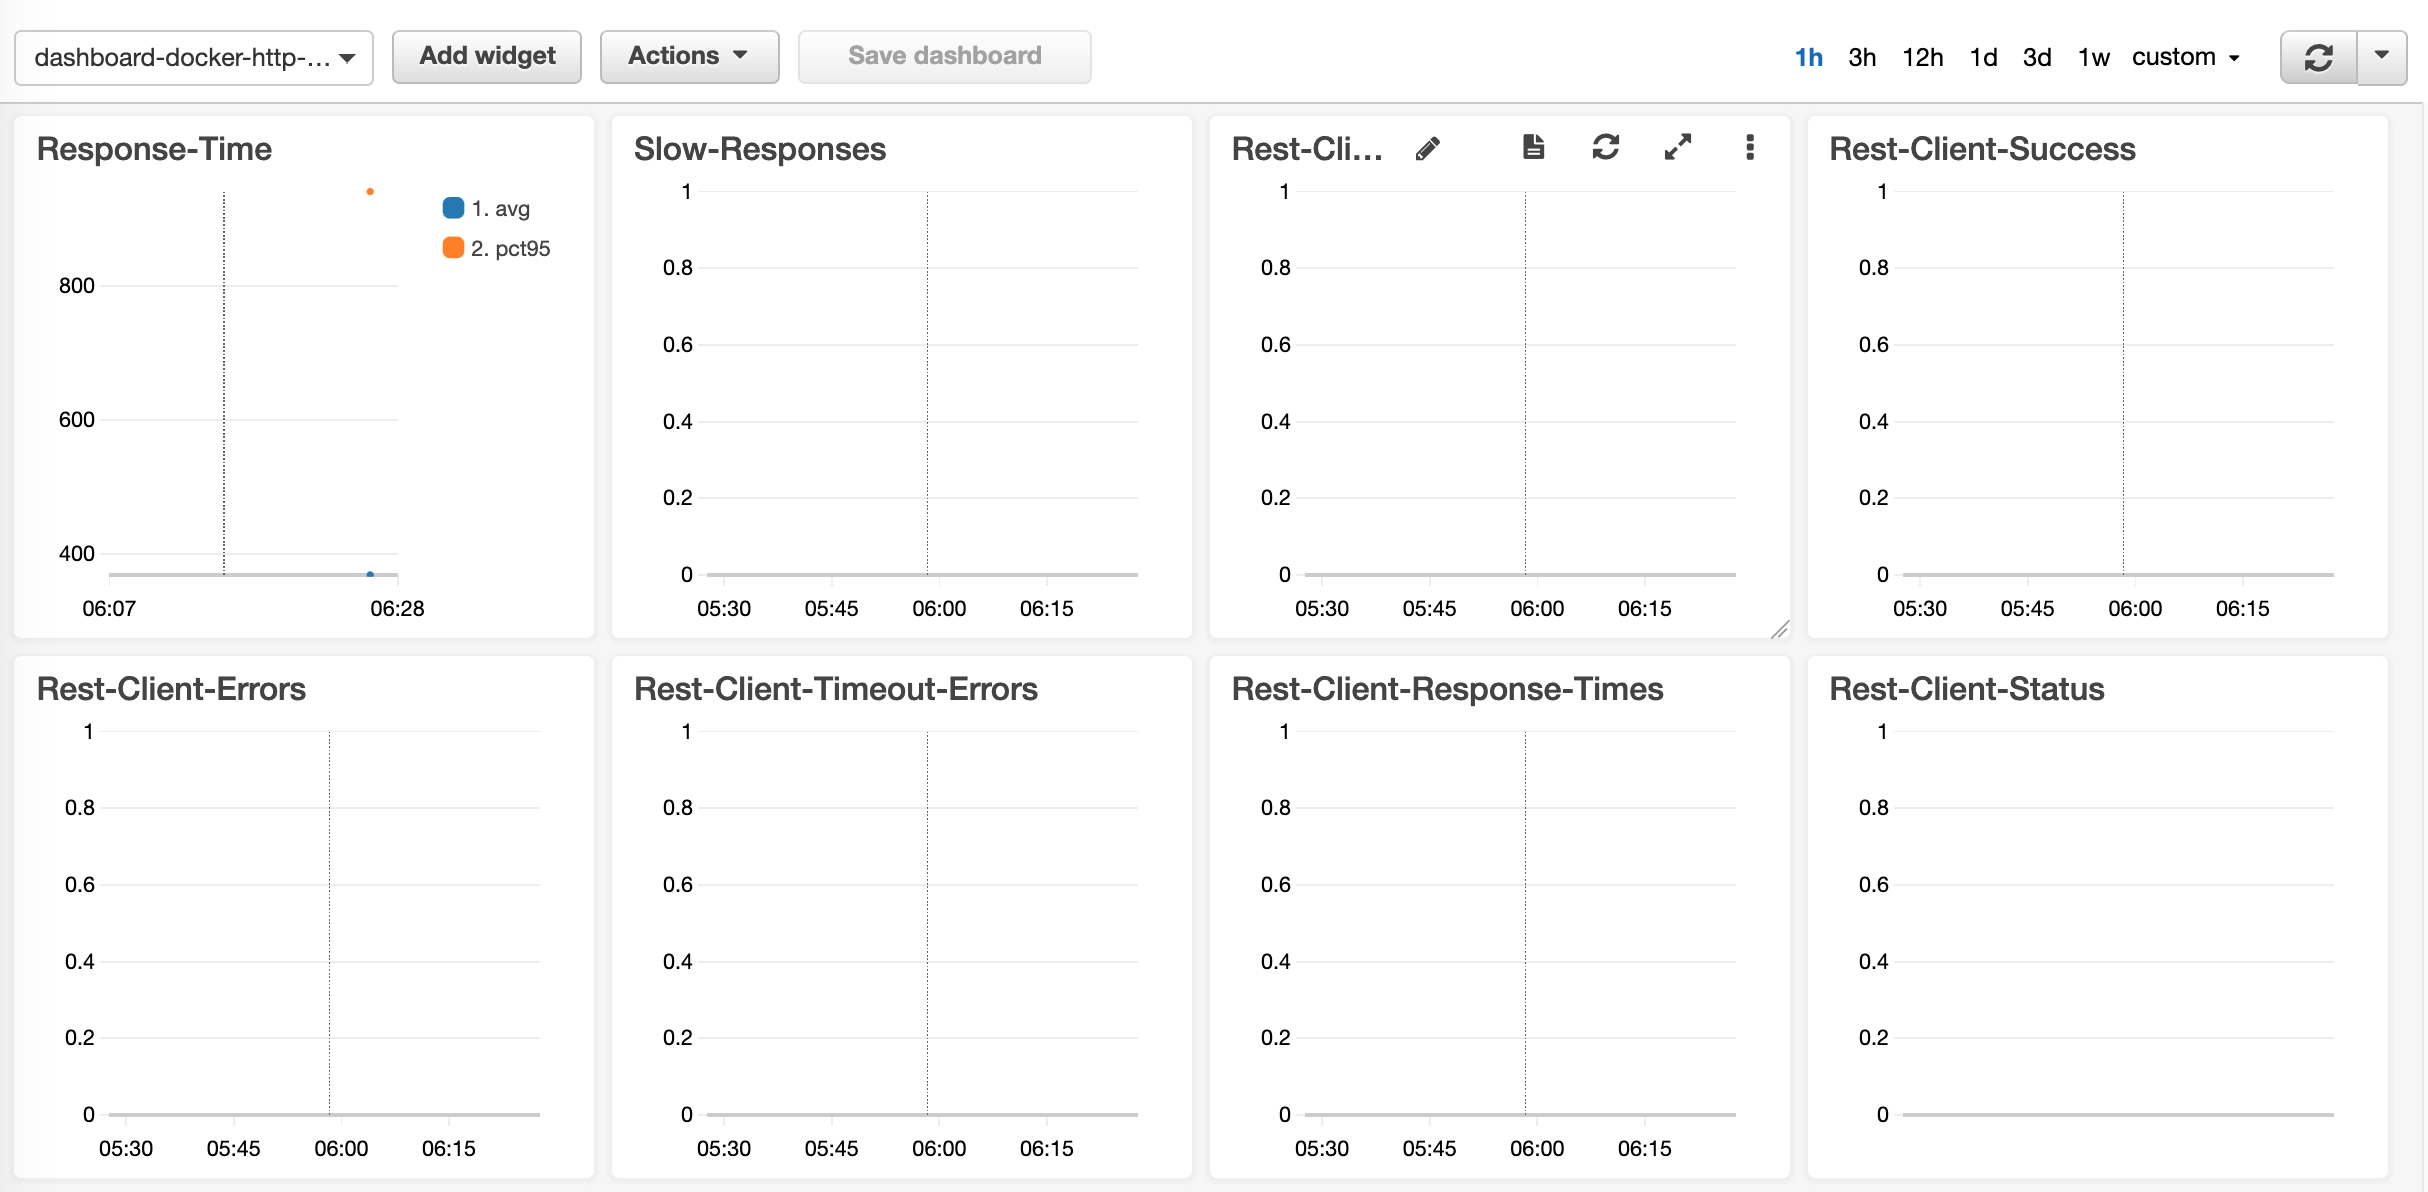 dashboard-docker-http-...
Add widget
Actions
Save dashboard
1h 3h 12h 1d 3d 1w custom
Response-Time
800
600
400
06:07 06:28
1. avg
2. pct95
Slow-Responses
1
0.8
0.6
0.4
0.2
0
05:30 05:45 06:00 06:15
Rest-Cli...
1
0.8
0.6
0.4
0.2
0
05:30 05:45 06:00 06:15
Rest-Client-Success
1
0.8
0.6
0.4
0.2
0
05:30 05:45 06:00 06:15
Rest-Client-Errors
1
0.8
0.6
0.4
0.2
0
05:30 05:45 06:00 06:15
Rest-Client-Timeout-Errors
1
0.8
0.6
0.4
0.2
0
05:30 05:45 06:00 06:15
Rest-Client-Response-Times
1
0.8
0.6
0.4
0.2
0
05:30 05:45 06:00 06:15
Rest-Client-Status
1
0.8
0.6
0.4
0.2
0